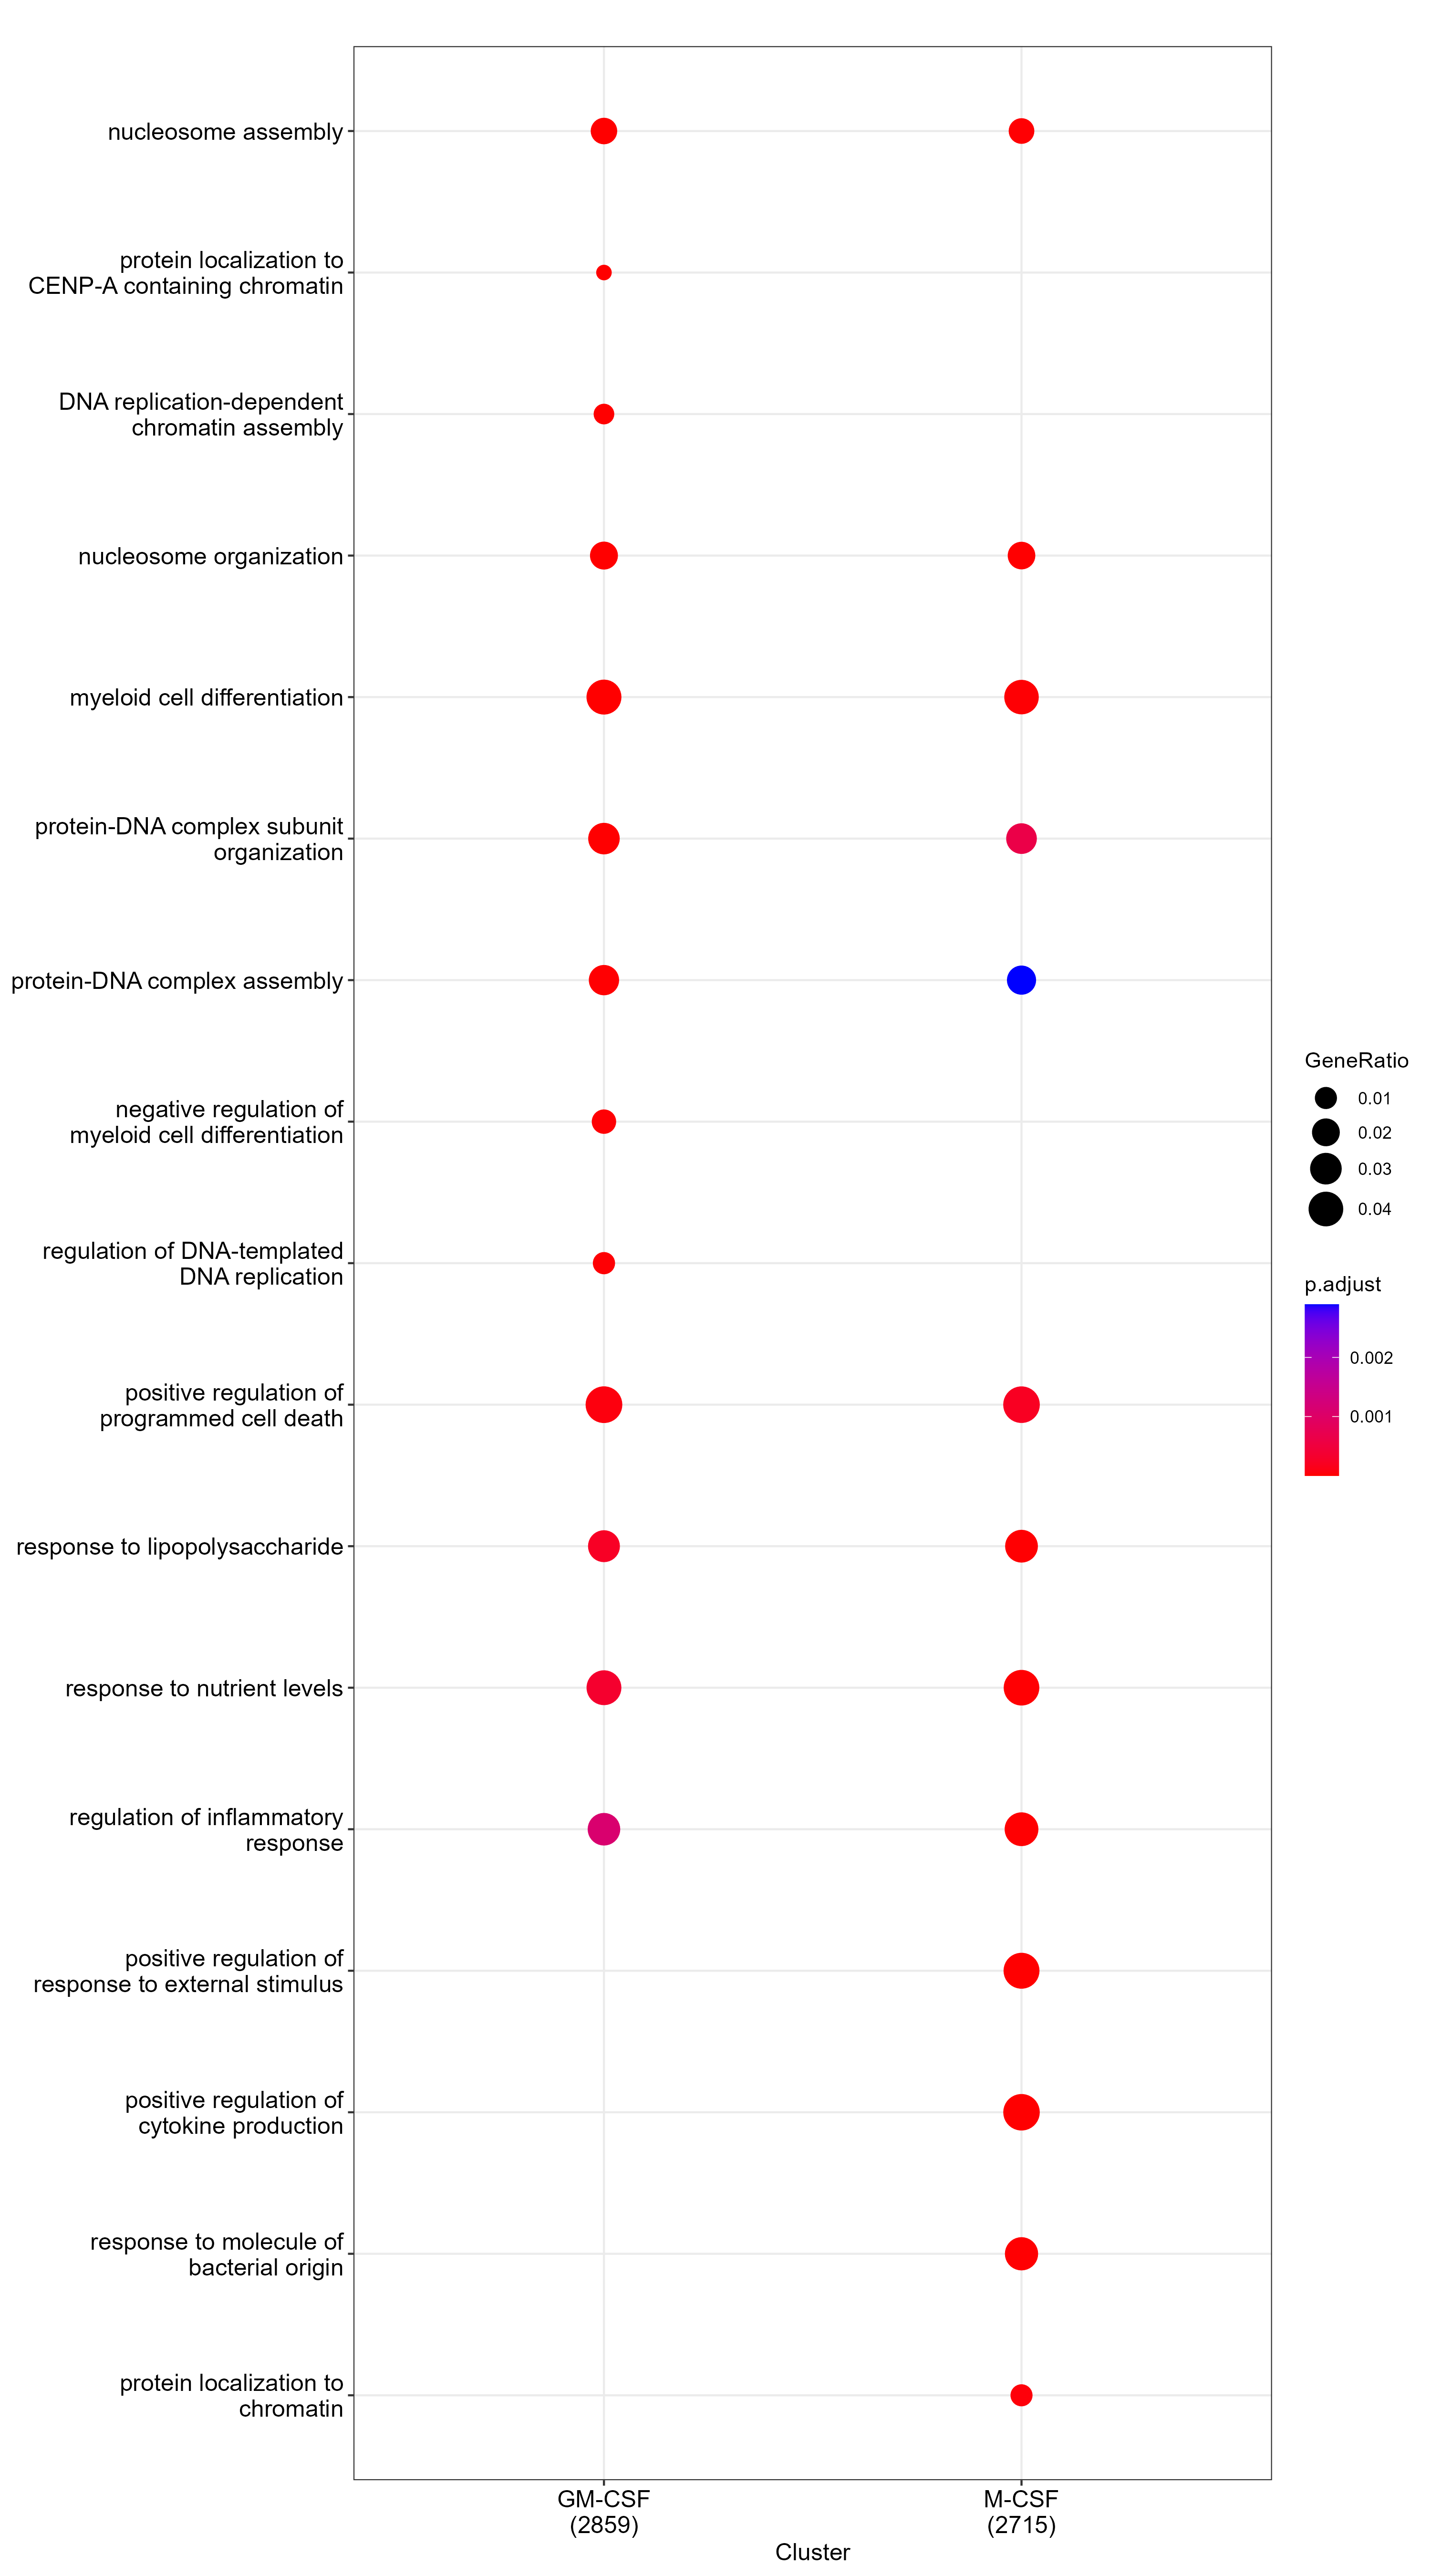 nucleosome assembly
protein localization to
CENP-A containing chromatin
DNA replication-dependent
chromatin assembly
nucleosome organization
myeloid cell differentiation
protein-DNA complex subunit
organization
protein-DNA complex assembly
negative regulation of
myeloid cell differentiation
regulation of DNA-templated
DNA replication
positive regulation of
programmed cell death
response to lipopolysaccharide
response to nutrient levels
regulation of inflammatory
response
positive regulation of
response to external stimulus
positive regulation of
cytokine production
response to molecule of
bacterial origin
protein localization to
chromatin
GM-CSF
(2859)
M-CSF
(2715)
Cluster
GeneRatio
0.01
0.02
0.03
0.04
p.adjust
0.002
0.001